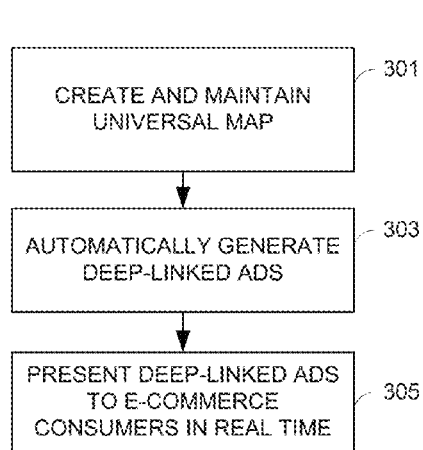 301
CREATE AND MAINTAIN
UNIVERSAL MAP
303
AUTOMATICALLY GENERATE
DEEP-LINKED ADS
305
PRESENT DEEP-LINKED ADS
TO E-COMMERCE
CONSUMERS IN REAL TIME